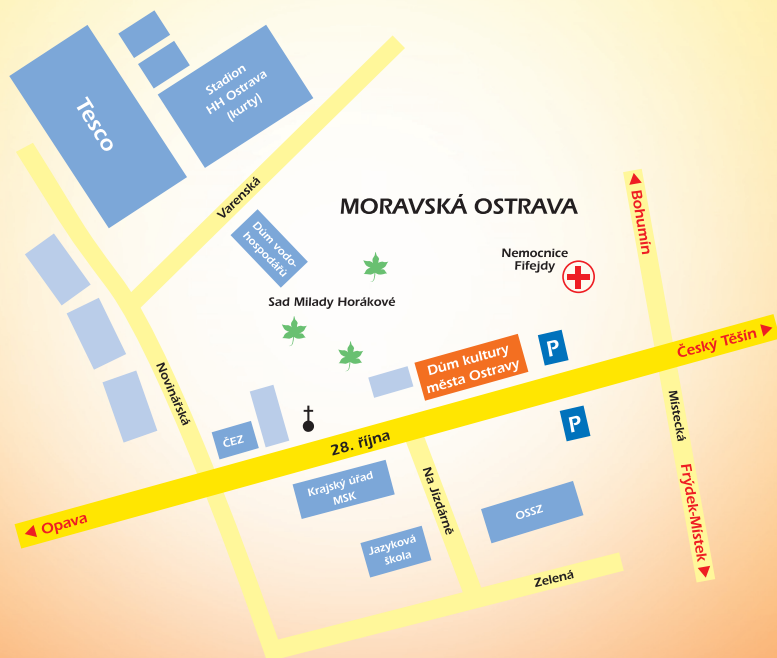 Tesco
Stadion
HH Ostrava
(kurty)
Varenská
MORAVSKÁ OSTRAVA
Bohumín
Dům vodo-
hospodářů
Nemocnice
Fifejdy
Sad Milady Horákové
Český Těšín
Dům kultury
města Ostravy
P
Novinářská
Místecká
P
ČEZ
28. října
Krajský úřad
MSK
Na Jízdárně
Frýdek-Místek
OSSZ
Opava
Jazyková
škola
Zelená